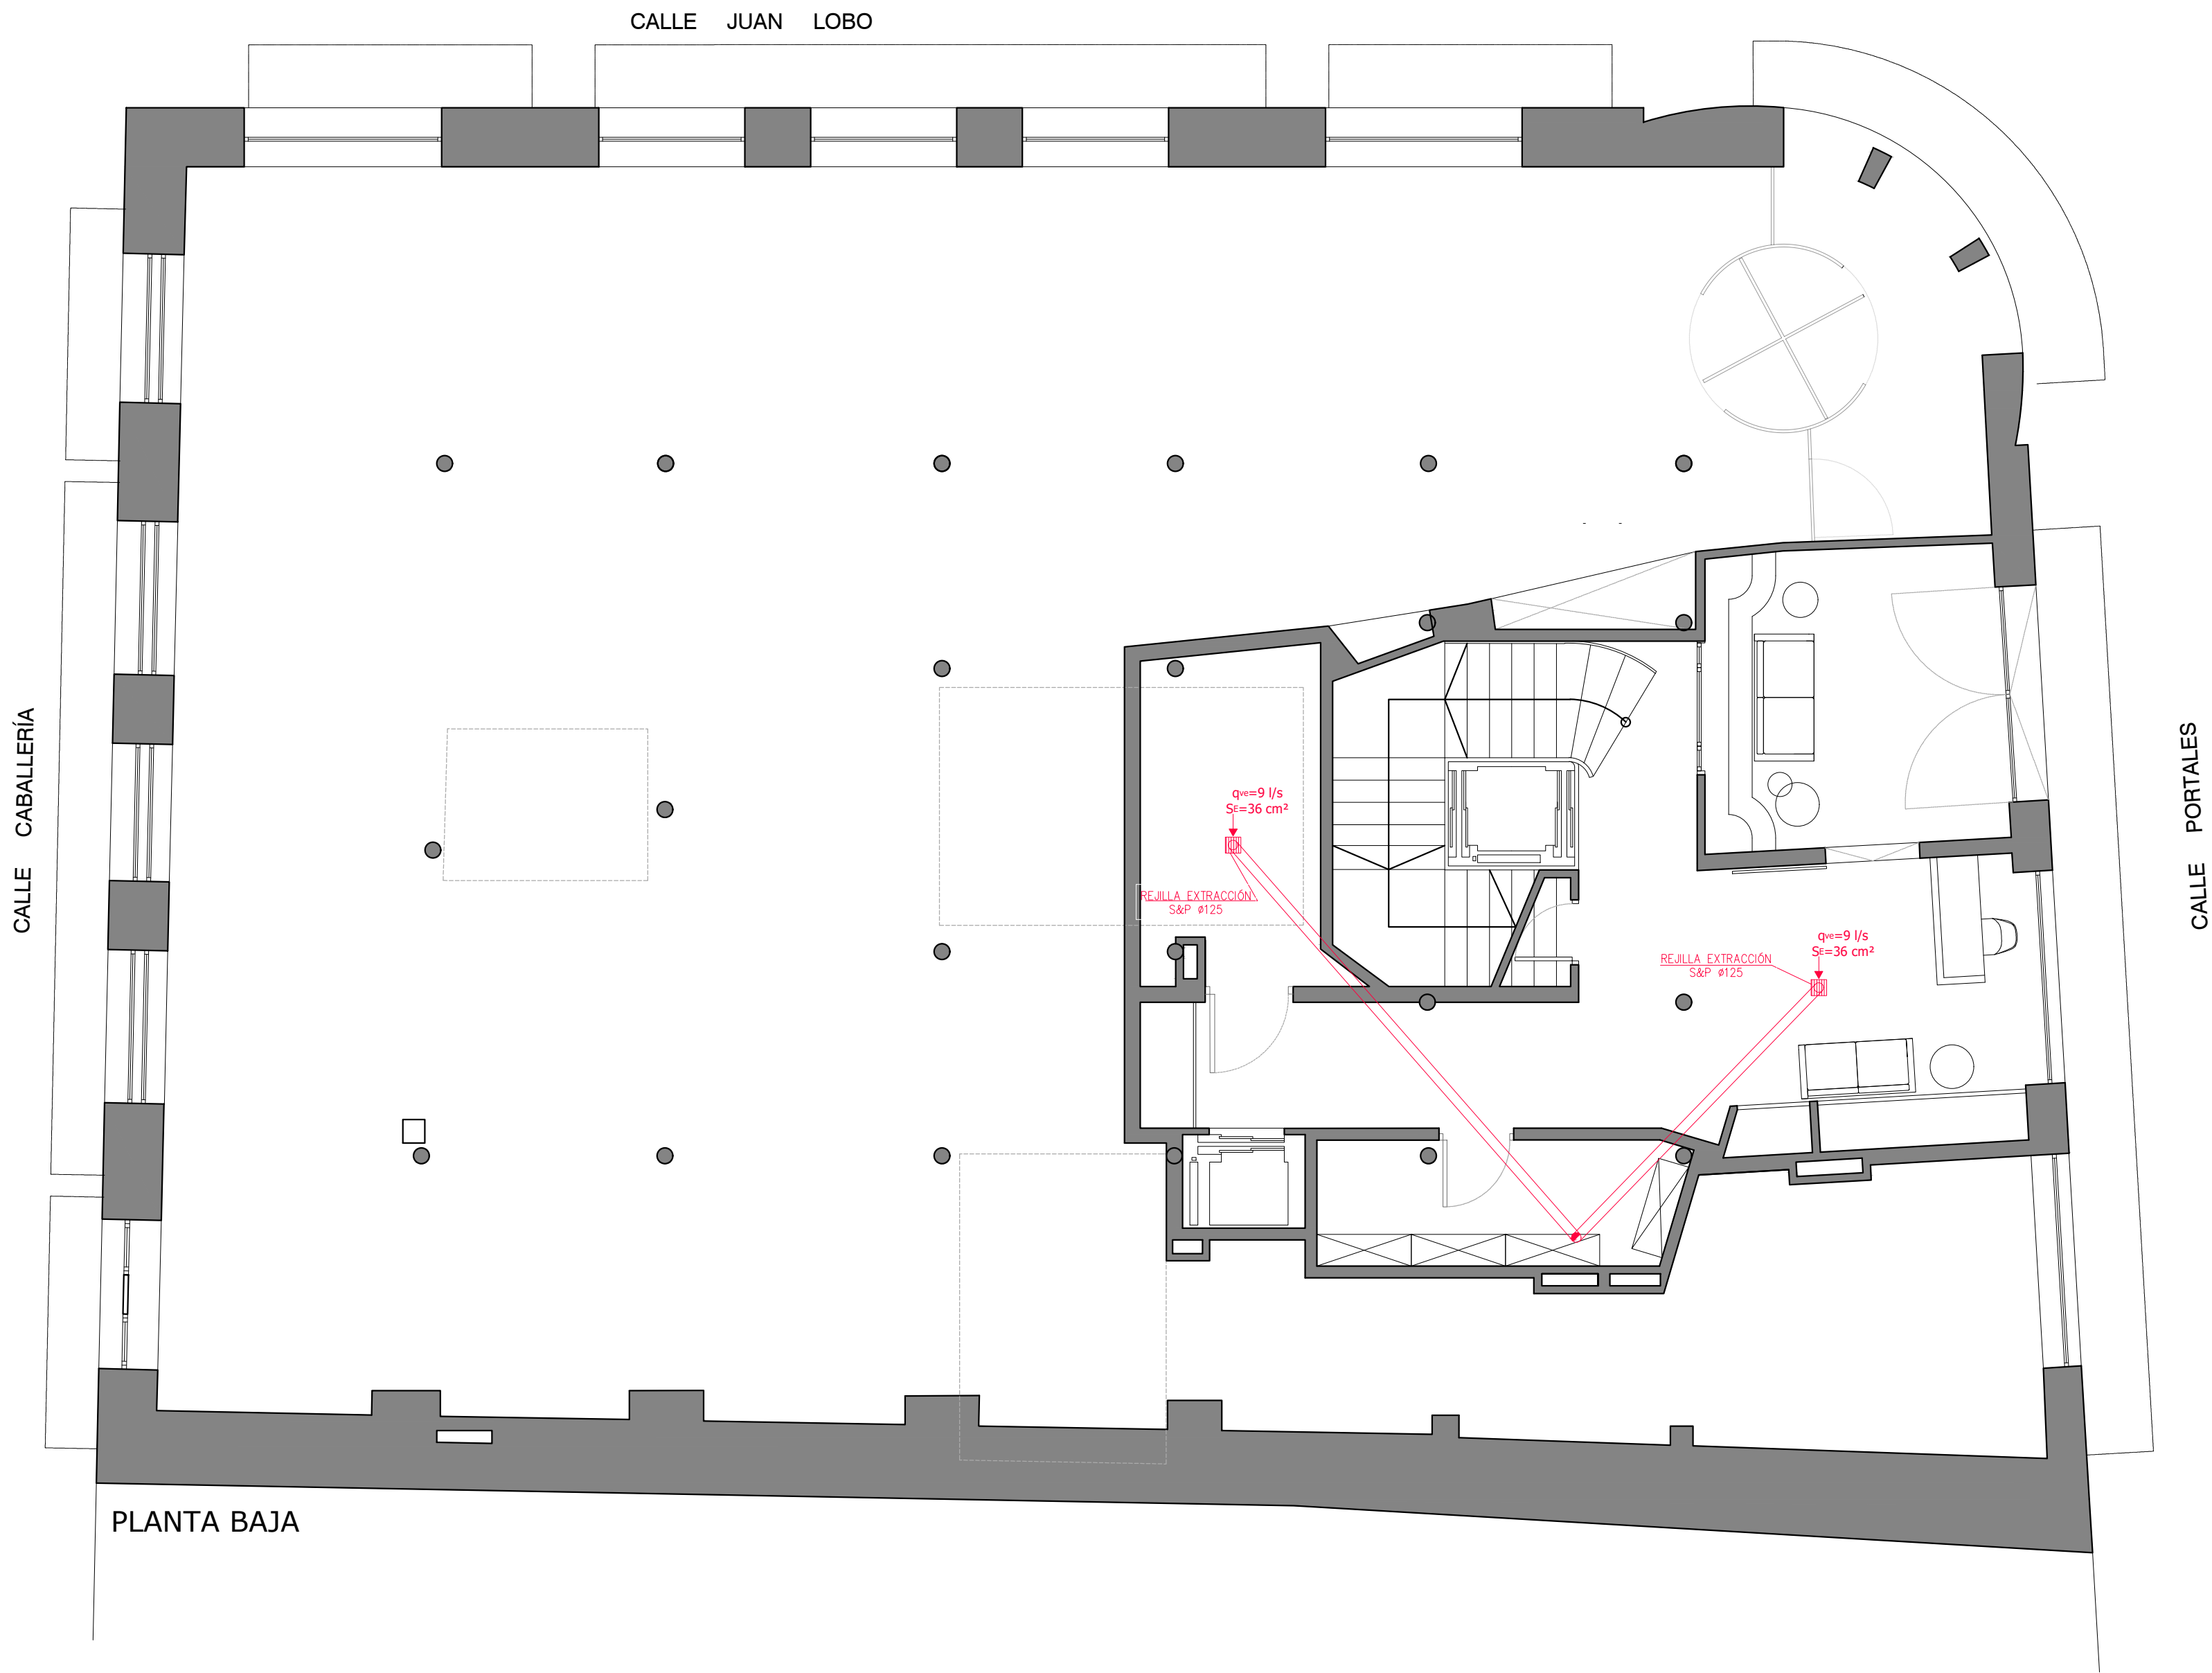 CALLE JUAN LOBO
CALLE CABALLERÍA
CALLE PORTALES
qve=9 l/s
SE=36 cm²
REJILLA EXTRACCIÓN
S&P Ø125
qve=9 l/s
SE=36 cm²
REJILLA EXTRACCIÓN
S&P Ø125
PLANTA BAJA